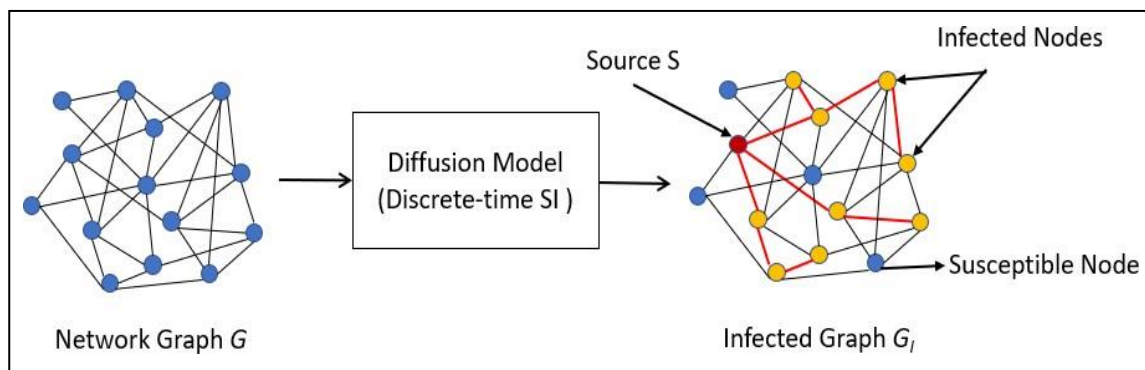 Infected Nodes
Source S
Diffusion Model
(Discrete-time SI )
Susceptible Node
Network Graph G
Infected Graph G_I